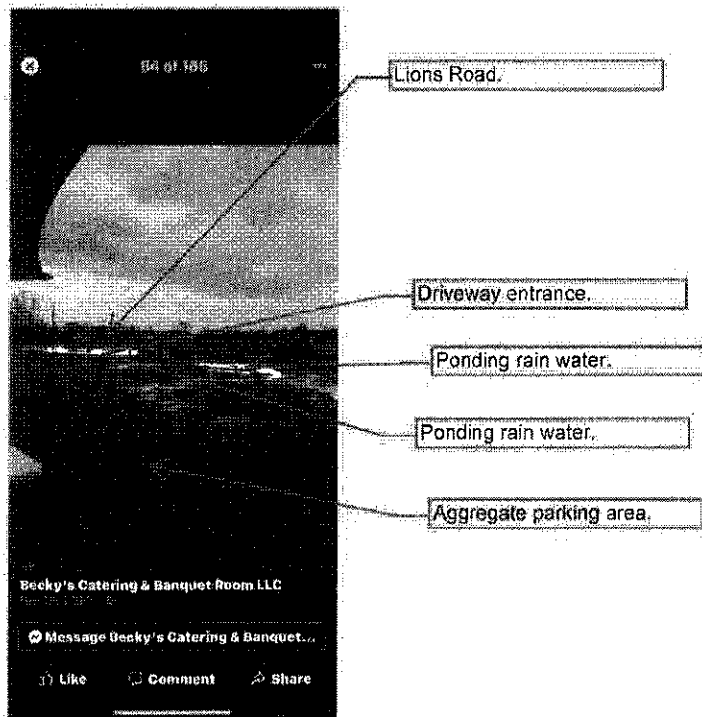 94 of 186
Lions Road.
Driveway entrance.
Ponding rain water.
Ponding rain water.
Aggregate parking area.
Becky's Catering & Banquet Room LLC
Message Becky's Catering & Banquet...
Like
Comment
Share